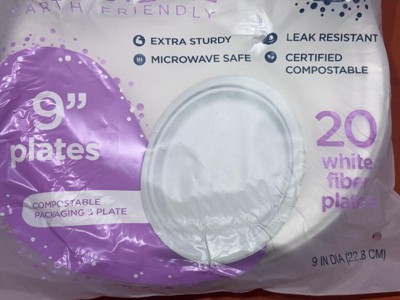 EARTH FRIENDLY
EXTRA STURDY
LEAK RESISTANT
MICROWAVE SAFE
CERTIFIED
COMPOSTABLE
9”
plates
20
white
fiber
plates
COMPOSTABLE
PACKAGING & PLATE
9 IN DIA (22.8 CM)